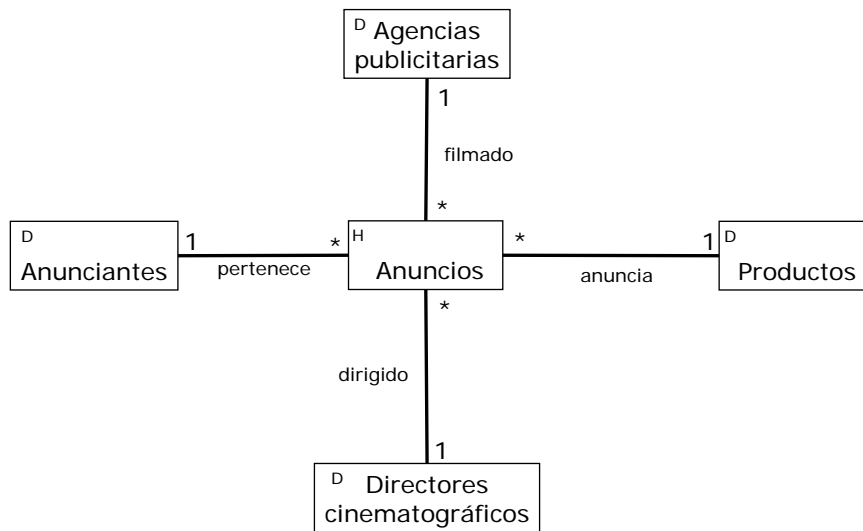 D Agencias
publicitarias
1
filmado
*
D
Anunciantes
1
pertenece
*
H
Anuncios
*
anuncia
1
D
Productos
*
dirigido
1
D Directores
cinematográficos